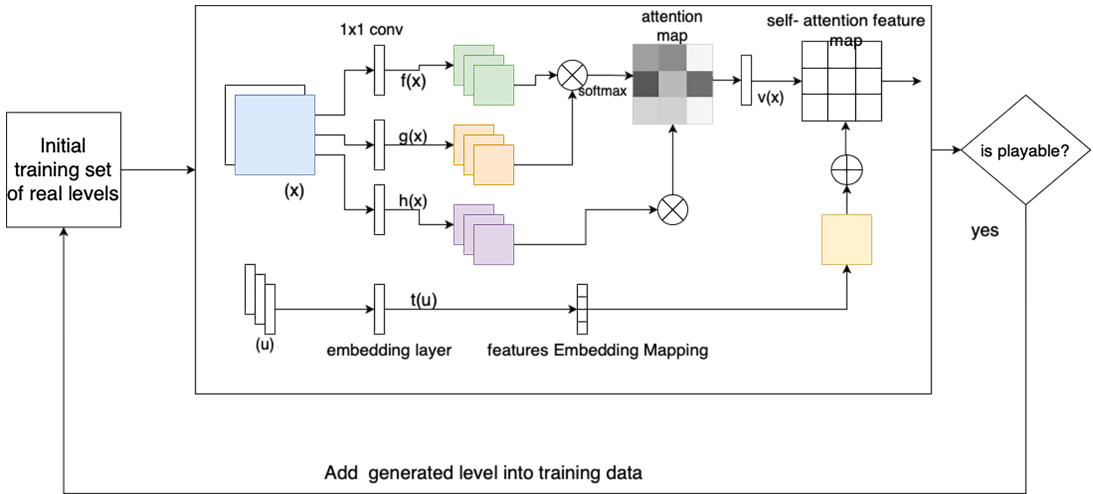 Initial
training set
of real levels
1x1 conv
(x)
f(x)
g(x)
h(x)
softmax
attention
map
v(x)
self- attention feature
map
(u)
t(u)
embedding layer
features Embedding Mapping
is playable?
yes
Add generated level into training data